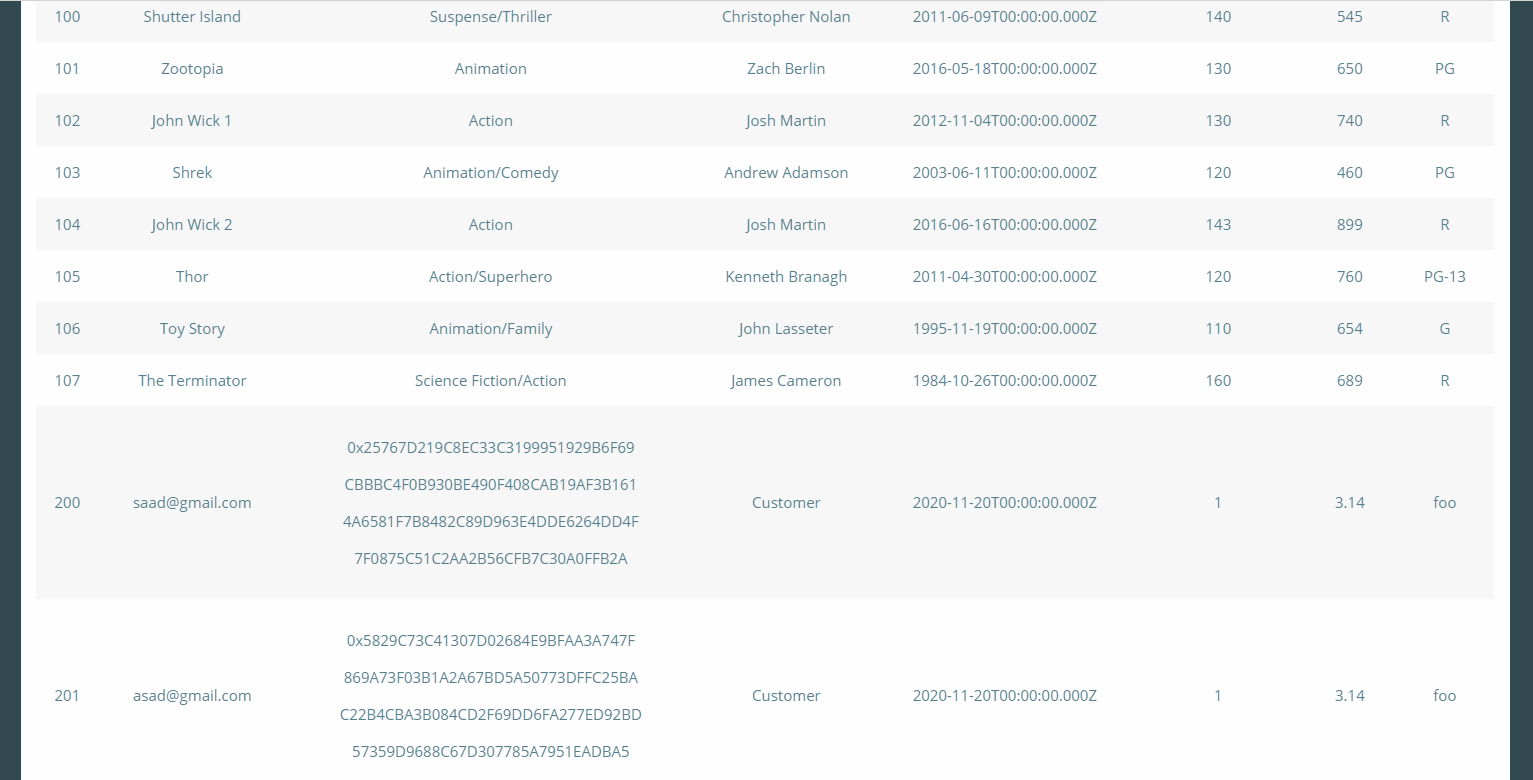 100 Shutter Island Suspense/Thriller Christopher Nolan 2011-06-09T00:00:00.000Z 140 545 R
101 Zootopia Animation Zach Berlin 2016-05-18T00:00:00.000Z 130 650 PG
102 John Wick 1 Action Josh Martin 2012-11-04T00:00:00.000Z 130 740 R
103 Shrek Animation/Comedy Andrew Adamson 2003-06-11T00:00:00.000Z 120 460 PG
104 John Wick 2 Action Josh Martin 2016-06-16T00:00:00.000Z 143 899 R
105 Thor Action/Superhero Kenneth Branagh 2011-04-30T00:00:00.000Z 120 760 PG-13
106 Toy Story Animation/Family John Lasseter 1995-11-19T00:00:00.000Z 110 654 G
107 The Terminator Science Fiction/Action James Cameron 1984-10-26T00:00:00.000Z 160 689 R
0x25767D219C8EC33C3199951929B6F69
CBBBC4F0B930BE490F408CAB19AF3B161
200 saad@gmail.com Customer 2020-11-20T00:00:00.000Z 1 3.14 foo
4A6581F7B8482C89D963E4DDE6264DD4F
7F0875C51C2AA2B56CFB7C30A0FFB2A
0x5829C73C41307D02684E9BFAA3A747F
869A73F03B1A2A67BD5A50773DFFC25BA
201 asad@gmail.com Customer 2020-11-20T00:00:00.000Z 1 3.14 foo
C22B4CBA3B084CD2F69DD6FA277ED92BD
57359D9688C67D307785A7951EADBA5